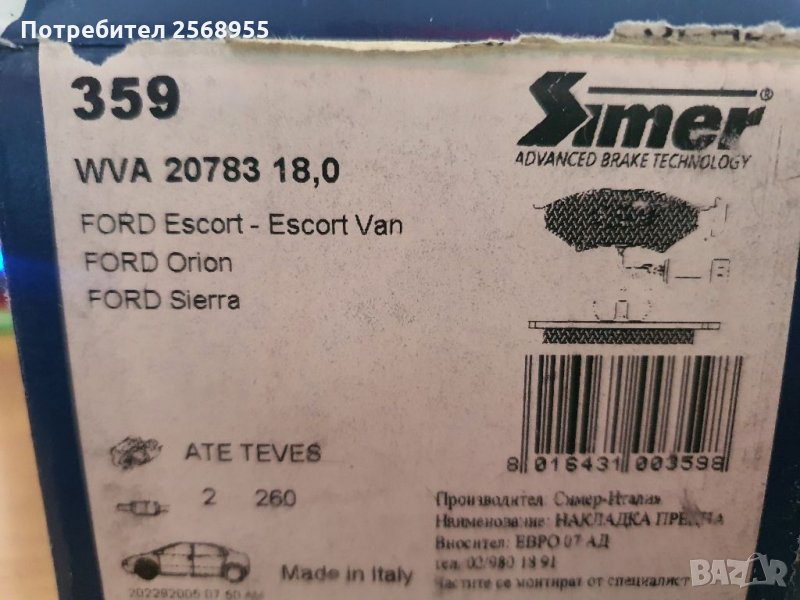 Потребител 2568955
359
Simer®
ADVANCED BRAKE TECHNOLOGY
WVA 20783 18,0
FORD Escort - Escort Van
FORD Orion
FORD Sierra
ATE TEVES
8 016431 003598
2 260
Производител: Симер-Италия
Наименование: НАКЛАДКА ПРЕДНА
Вносител: ЕВРО 07 АД
тел. 02/980 18 91
Частите се монтират от специалист
Made in Italy
BAZAR